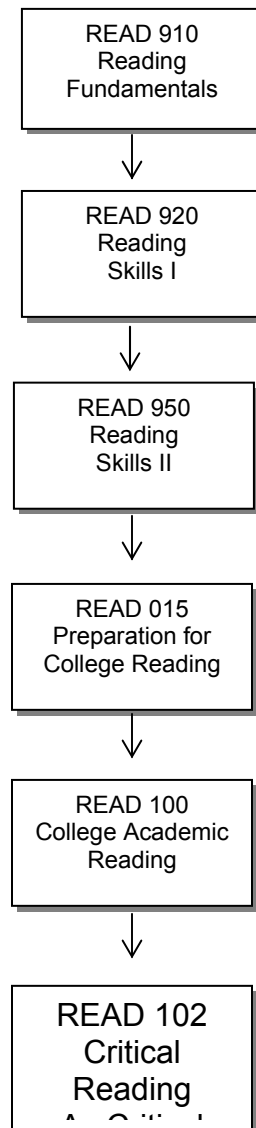 READ 910
Reading
Fundamentals
READ 920
Reading
Skills I
READ 950
Reading
Skills II
READ 015
Preparation for
College Reading
READ 100
College Academic
Reading
READ 102
Critical
Reading